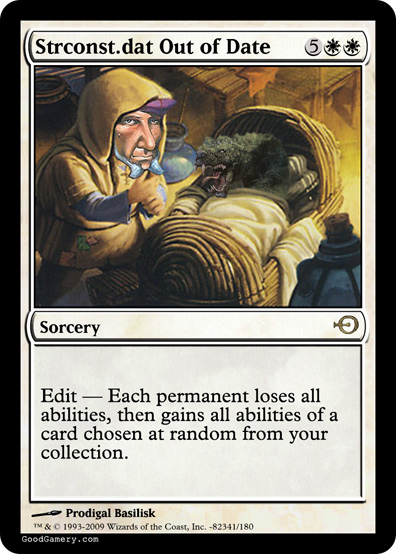 Strconst.dat Out of Date 5
Sorcery
Edit — Each permanent loses all
abilities, then gains all abilities of a
card chosen at random from your
collection.
Prodigal Basilisk
™ & © 1993-2009 Wizards of the Coast, Inc. -82341/180
GoodGamery.com